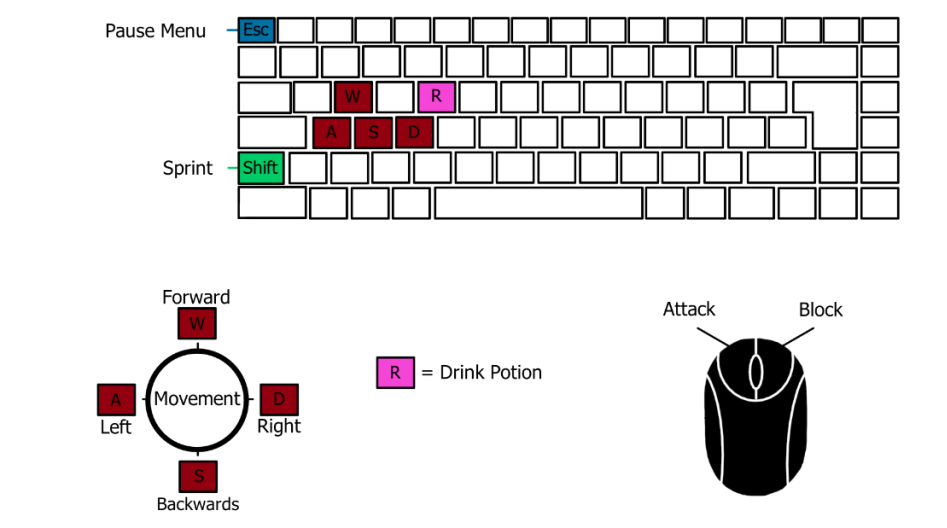 Pause Menu
Esc
W
R
A S D
Sprint
Shift
Forward
W
A
Movement
D
Left
Right
S
Backwards
R = Drink Potion
Attack
Block